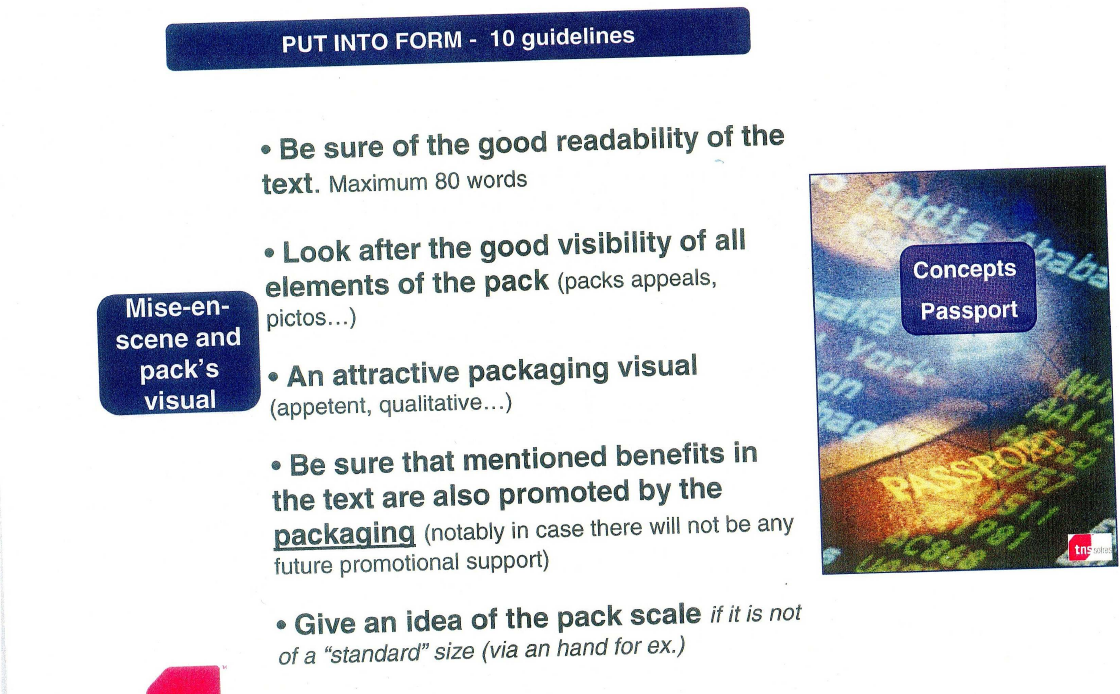 PUT INTO FORM - 10 guidelines
• Be sure of the good readability of the
text. Maximum 80 words
• Look after the good visibility of all
elements of the pack (packs appeals,
pictos...)
Mise-en-
scene and
pack's
visual
• An attractive packaging visual
(appetent, qualitative...)
• Be sure that mentioned benefits in
the text are also promoted by the
packaging (notably in case there will not be any
future promotional support)
• Give an idea of the pack scale if it is not
of a "standard" size (via an hand for ex.)
Addis Ababa
Concepts
Passport
York
on
PASSPORT
AC868
981
tns sofres